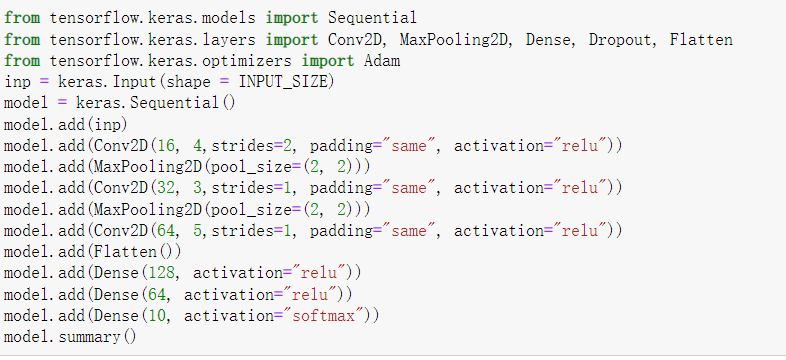 from tensorflow.keras.models import Sequential
from tensorflow.keras.layers import Conv2D, MaxPooling2D, Dense, Dropout, Flatten
from tensorflow.keras.optimizers import Adam
inp = keras.Input(shape = INPUT_SIZE)
model = keras.Sequential()
model.add(inp)
model.add(Conv2D(16, 4,strides=2, padding="same", activation="relu"))
model.add(MaxPooling2D(pool_size=(2, 2)))
model.add(Conv2D(32, 3,strides=1, padding="same", activation="relu"))
model.add(MaxPooling2D(pool_size=(2, 2)))
model.add(Conv2D(64, 5,strides=1, padding="same", activation="relu"))
model.add(Flatten())
model.add(Dense(128, activation="relu"))
model.add(Dense(64, activation="relu"))
model.add(Dense(10, activation="softmax"))
model.summary()